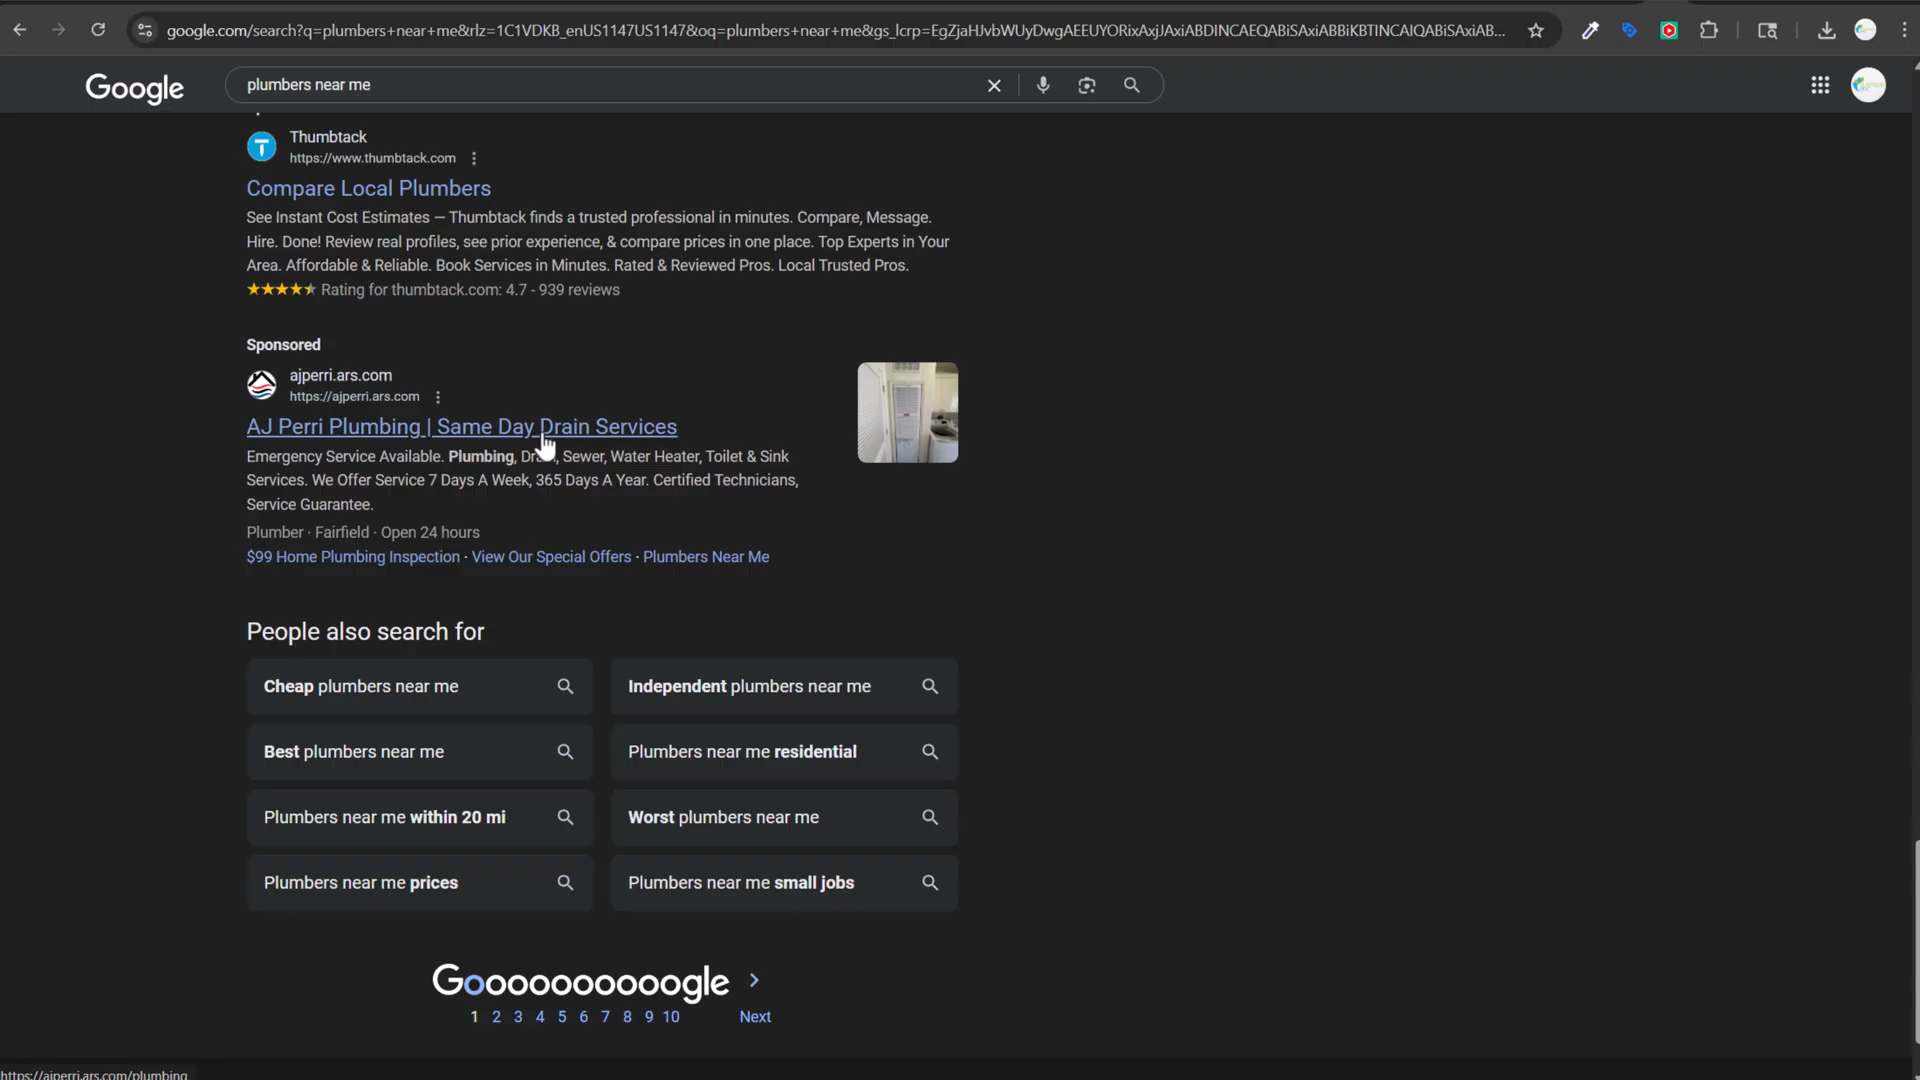 google.com/search?q=plumbers+near+me&rlz=1C1VDKB_enUS1147US1147&oq=plumbers+near+me&gs_lcrp=EgZjaHJvbWUyDwgAEEUYORixAxjJAxiABDINCAEQABiSAxiABBiKBTINCAIQABiSAxiAB...
Google
plumbers near me
Thumbtack
https://www.thumbtack.com
Compare Local Plumbers
See Instant Cost Estimates — Thumbtack finds a trusted professional in minutes. Compare, Message.
Hire. Done! Review real profiles, see prior experience, & compare prices in one place. Top Experts in Your
Area. Affordable & Reliable. Book Services in Minutes. Rated & Reviewed Pros. Local Trusted Pros.
Rating for thumbtack.com: 4.7 - 939 reviews
Sponsored
ajperri.ars.com
https://ajperri.ars.com
AJ Perri Plumbing | Same Day Drain Services
Emergency Service Available. Plumbing, Drain, Sewer, Water Heater, Toilet & Sink
Services. We Offer Service 7 Days A Week, 365 Days A Year. Certified Technicians,
Service Guarantee.
Plumber · Fairfield · Open 24 hours
$99 Home Plumbing Inspection · View Our Special Offers · Plumbers Near Me
People also search for
Cheap plumbers near me
Independent plumbers near me
Best plumbers near me
Plumbers near me residential
Plumbers near me within 20 mi
Worst plumbers near me
Plumbers near me prices
Plumbers near me small jobs
Goooooooooogle
1 2 3 4 5 6 7 8 9 10 Next
https://ajperri.ars.com/plumbing